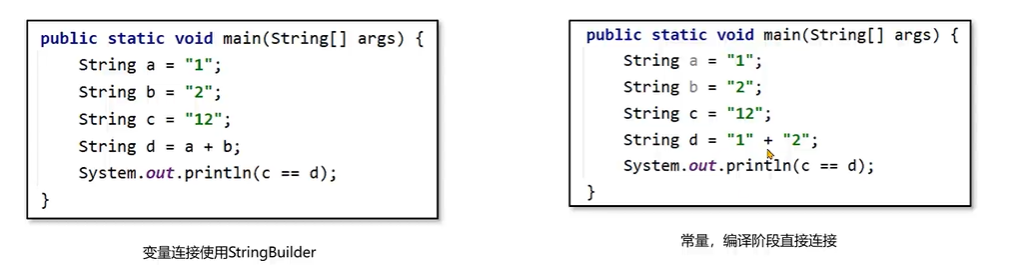 public static void main(String[] args) {
String a = "1";
String b = "2";
String c = "12";
String d = a + b;
System.out.println(c == d);
}
变量连接使用StringBuilder
public static void main(String[] args) {
String a = "1";
String b = "2";
String c = "12";
String d = "1" + "2";
System.out.println(c == d);
}
常量，编译阶段直接连接